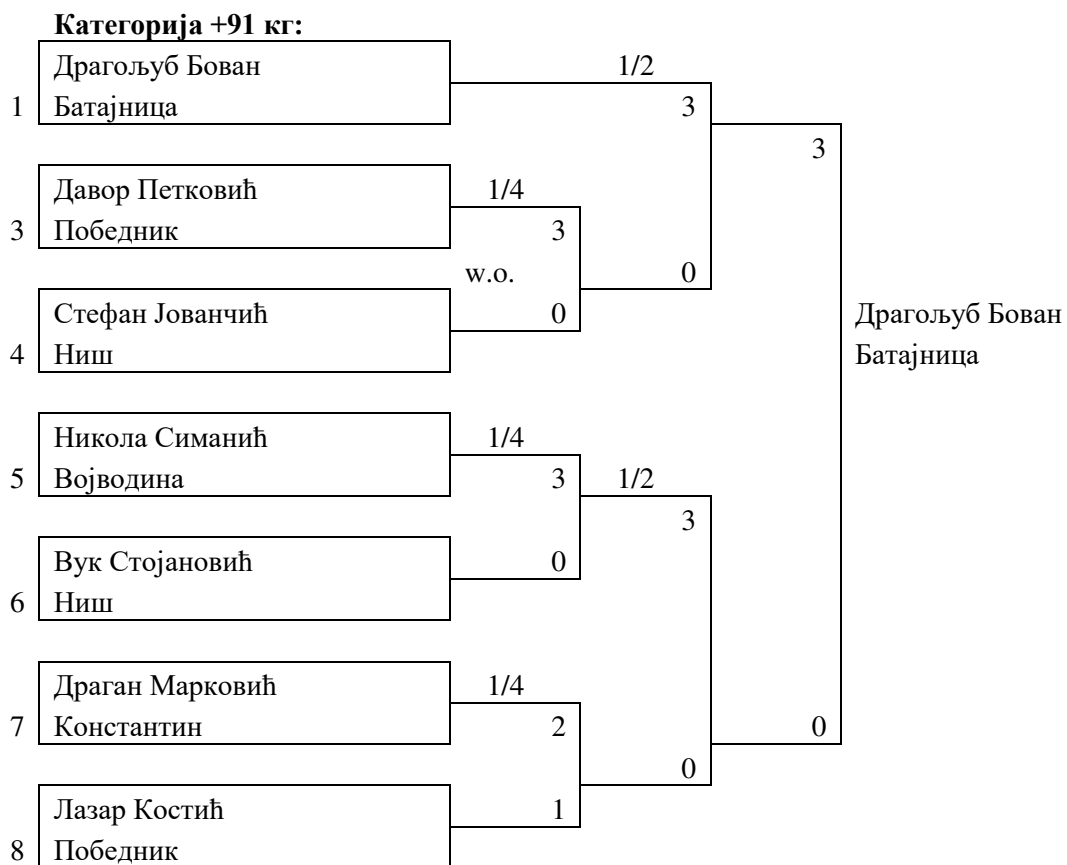 Категорија +91 кг:
Драгољуб Бован
1/2
1 Батајница
3
3
Давор Петковић
1/4
3 Победник
3
w.o.
0
Стефан Јованчић
0
Драгољуб Бован
4 Ниш
Батајница
Никола Симанић
1/4
5 Војводина
3
1/2
3
Вук Стојановић
0
6 Ниш
Драган Марковић
1/4
7 Константин
2
0
0
Лазар Костић
1
8 Победник